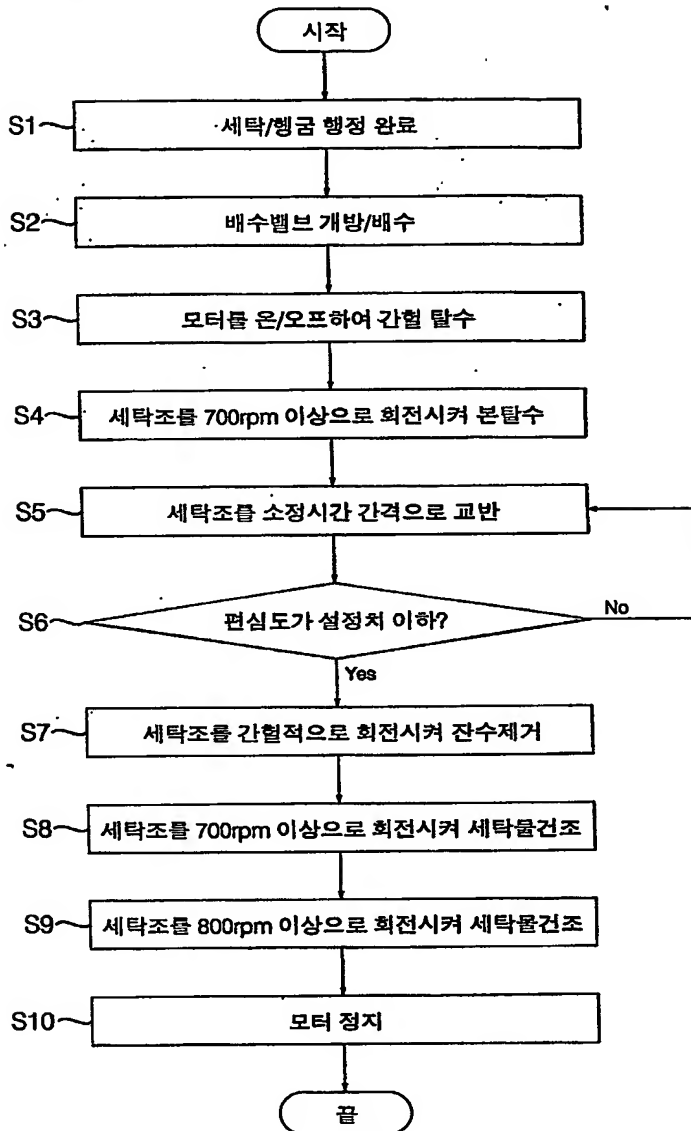 시작
S1 세탁/헹굼 행정 완료
S2 배수밸브 개방/배수
S3 모터를 온/오프하여 간헐 탈수
S4 세탁조를 700rpm 이상으로 회전시켜 본탈수
S5 세탁조를 소정시간 간격으로 교반
S6 편심도가 설정치 이하? No
Yes
S7 세탁조를 간헐적으로 회전시켜 잔수제거
S8 세탁조를 700rpm 이상으로 회전시켜 세탁물건조
S9 세탁조를 800rpm 이상으로 회전시켜 세탁물건조
S10 모터 정지
끝